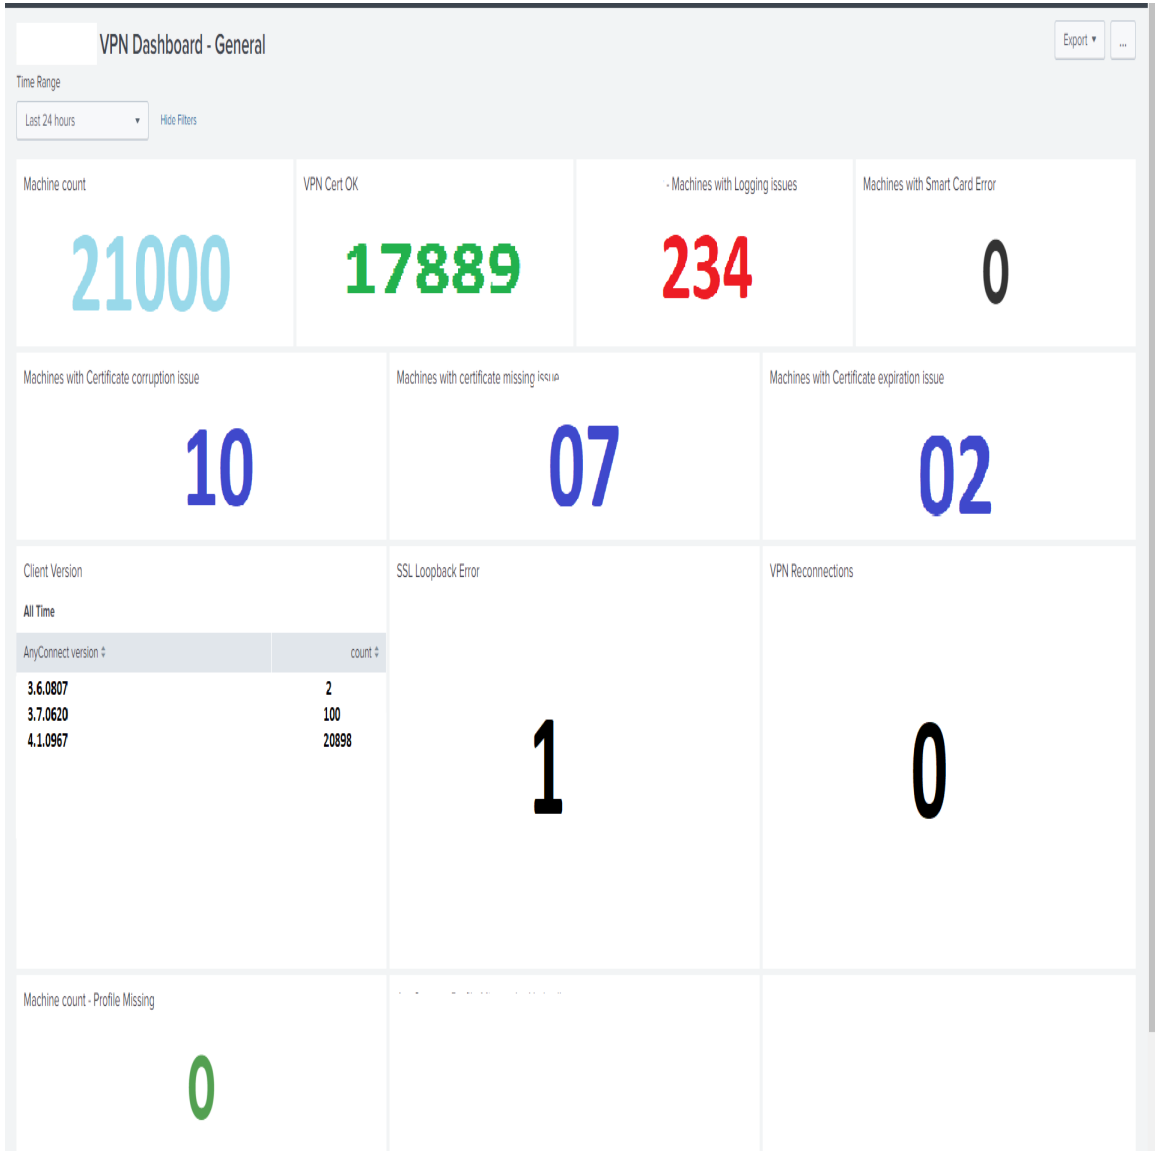 VPN Dashboard - General
Export
...
Time Range
Last 24 hours
Hide Filters
Machine count
21000
VPN Cert OK
17889
- Machines with Logging issues
234
Machines with Smart Card Error
0
Machines with Certificate corruption issue
10
Machines with certificate missing issue
07
Machines with Certificate expiration issue
02
Client Version
All Time
AnyConnect version count
3.6.0807 2
3.7.0620 100
4.1.0967 20898
SSL Loopback Error
1
VPN Reconnections
0
Machine count - Profile Missing
0